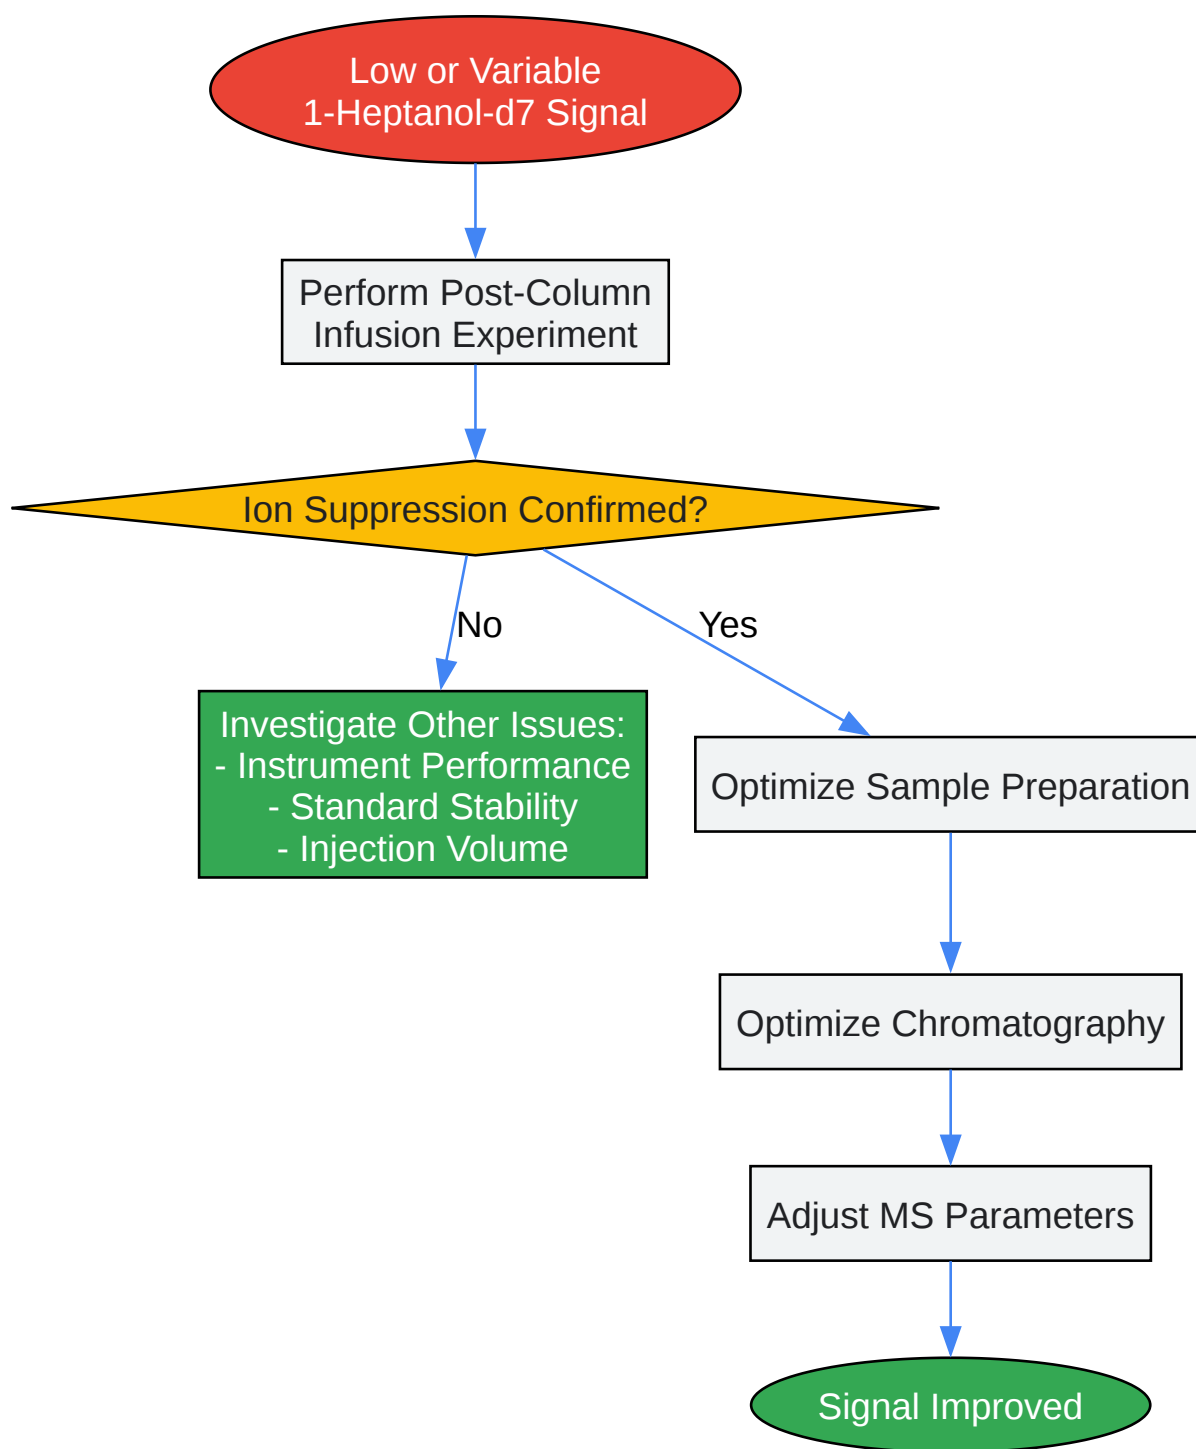 Low or Variable
1-Heptanol-d7 Signal
Perform Post-Column
Infusion Experiment
Ion Suppression Confirmed?
No
Yes
Investigate Other Issues:
- Instrument Performance
- Standard Stability
- Injection Volume
Optimize Sample Preparation
Optimize Chromatography
Adjust MS Parameters
Signal Improved